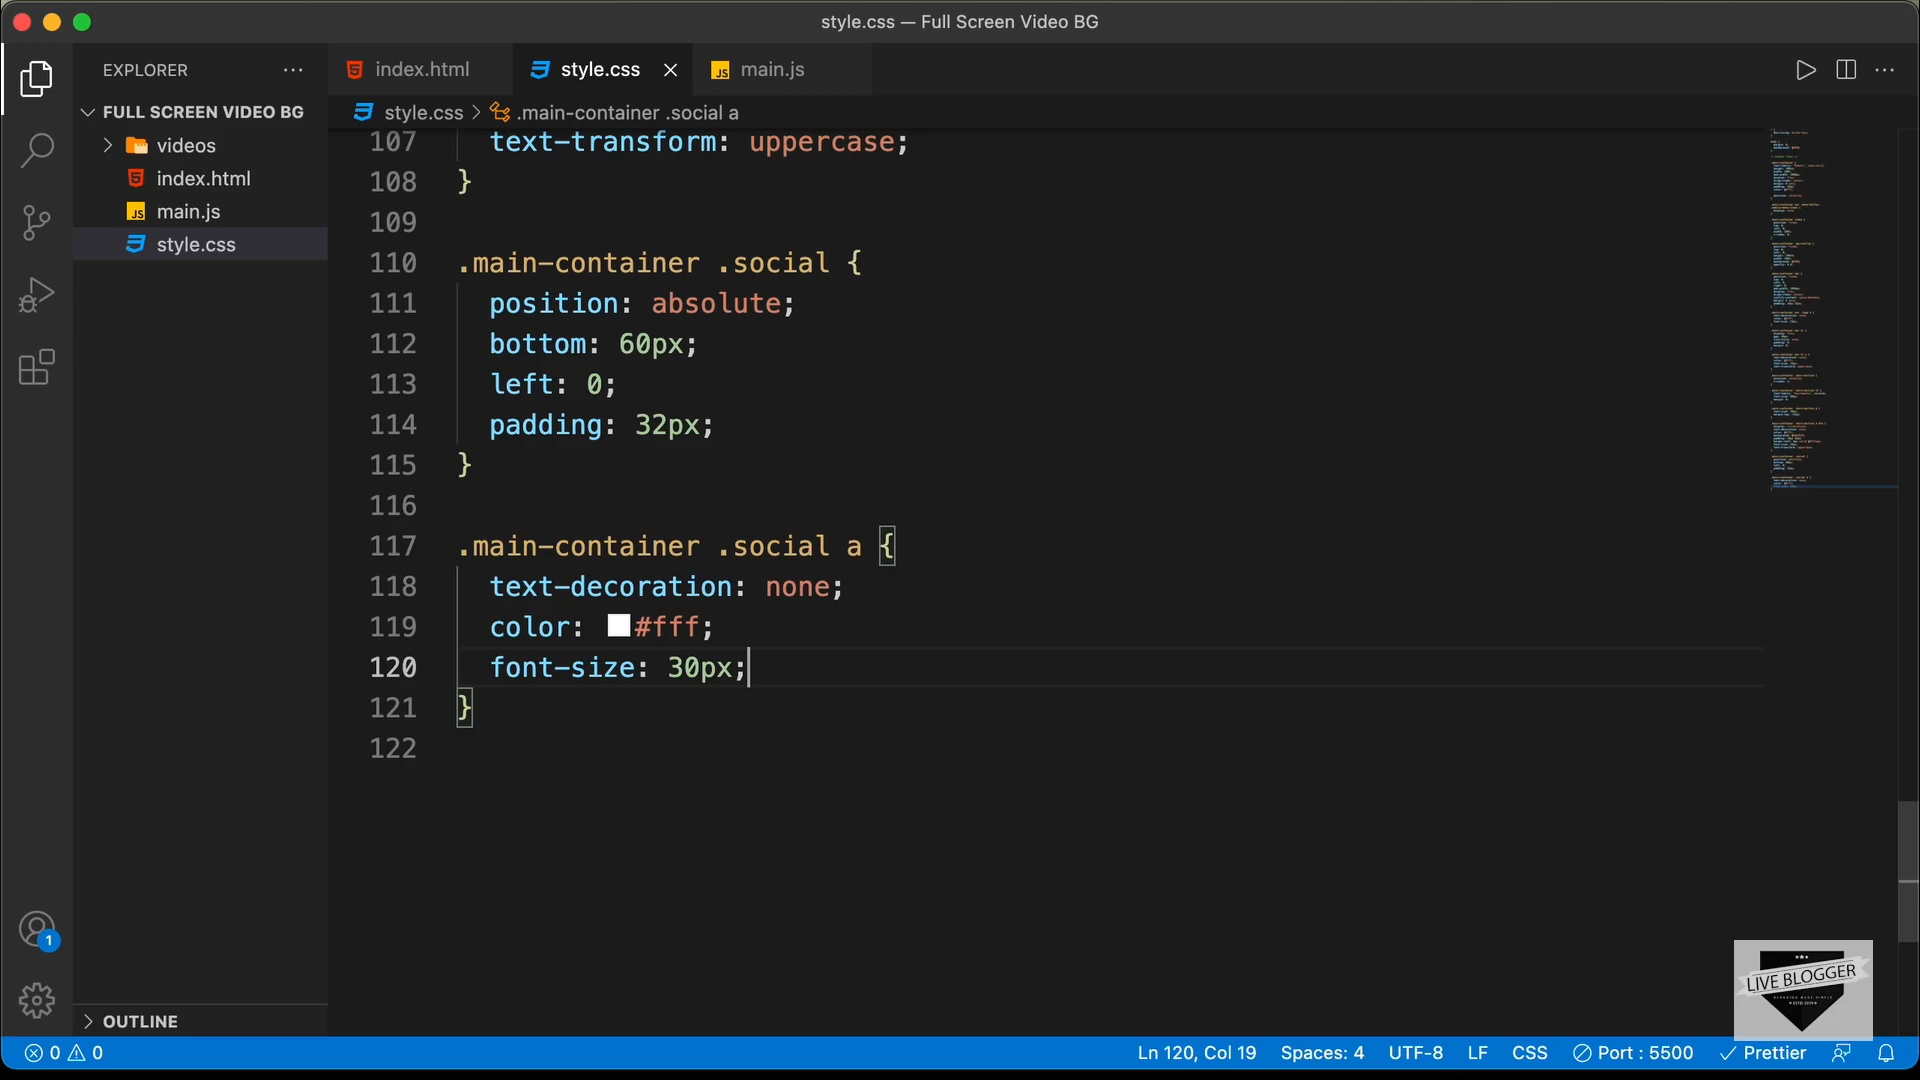 style.css — Full Screen Video BG
EXPLORER
FULL SCREEN VIDEO BG
videos
index.html
main.js
style.css
OUTLINE
index.html
style.css
main.js
style.css > .main-container .social a
107 text-transform: uppercase;
108 }
109
110 .main-container .social {
111 position: absolute;
112 bottom: 60px;
113 left: 0;
114 padding: 32px;
115 }
116
117 .main-container .social a {
118 text-decoration: none;
119 color: #fff;
120 font-size: 30px;
121 }
122
LIVE BLOGGER
1
0 0
Ln 120, Col 19
Spaces: 4
UTF-8
LF
CSS
Port : 5500
Prettier